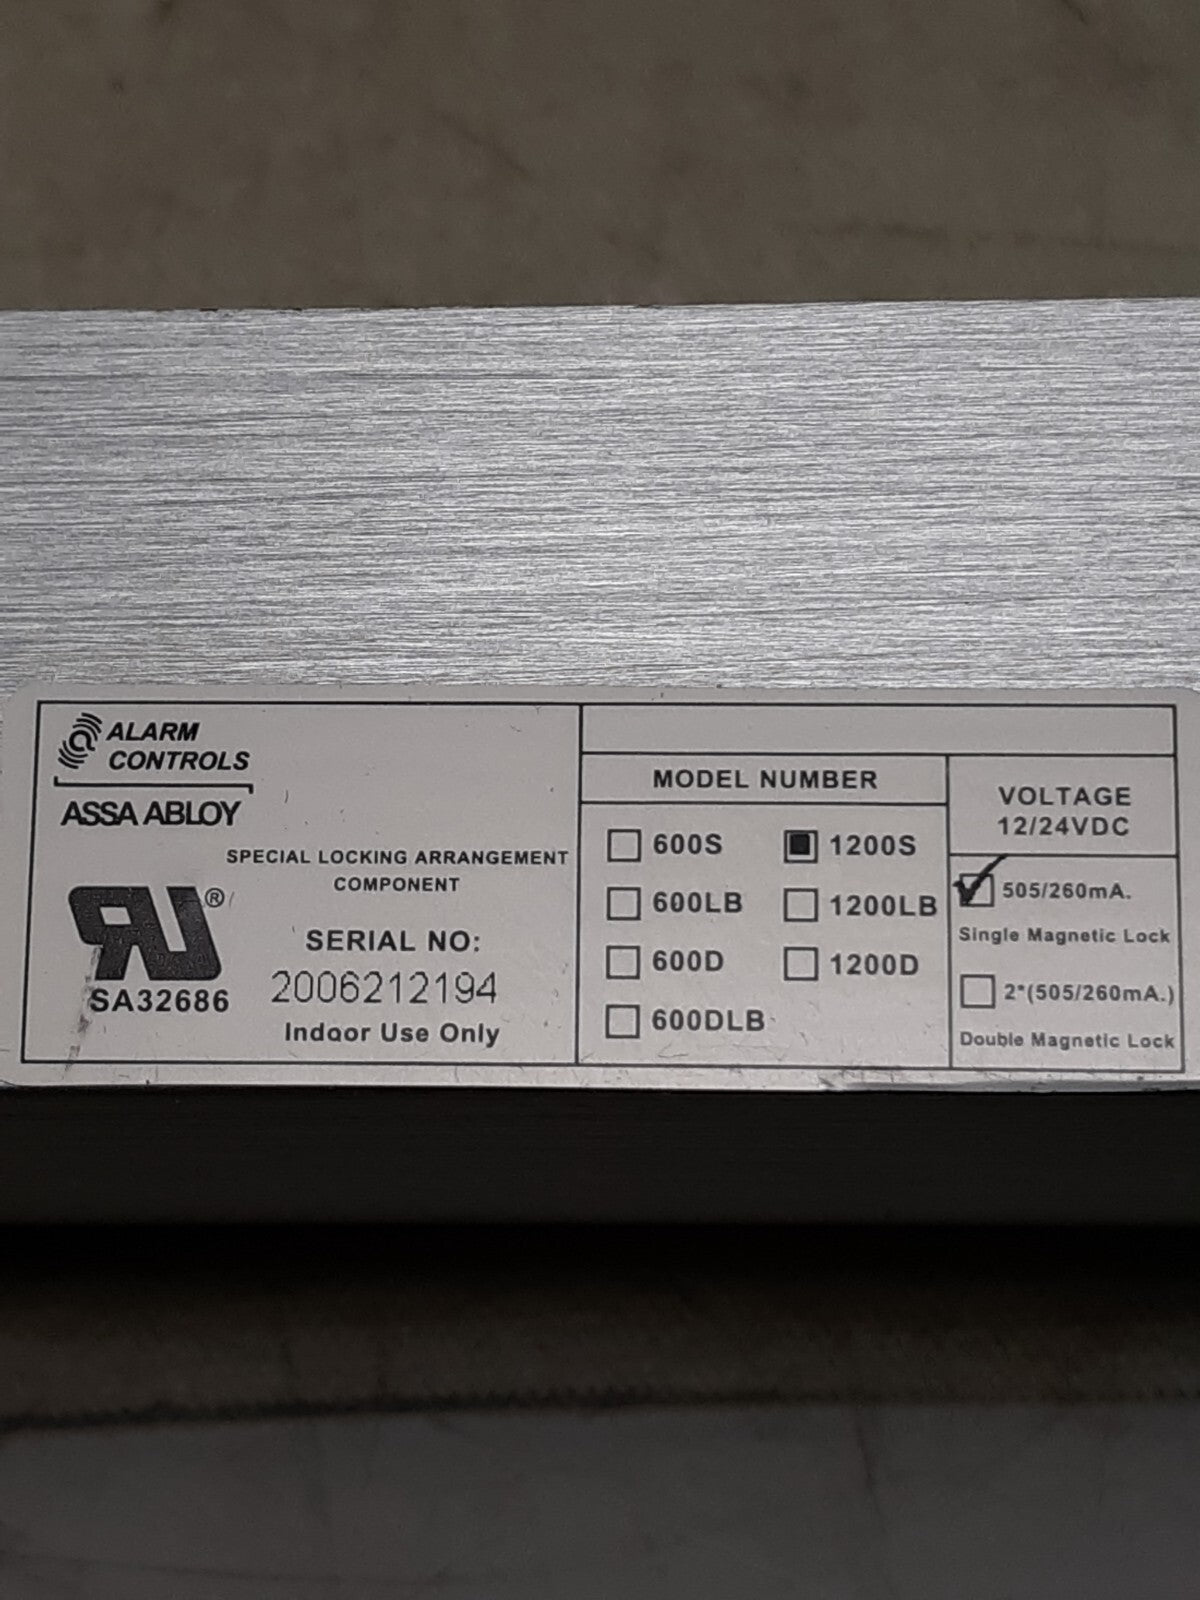 ALARM
CONTROLS
ASSA ABLOY
SPECIAL LOCKING ARRANGEMENT
COMPONENT
®
SA32686
SERIAL NO:
2006212194
Indoor Use Only
MODEL NUMBER
600S
1200S
600LB
1200LB
600D
1200D
600DLB
VOLTAGE
12/24VDC
505/260mA.
Single Magnetic Lock
2*(505/260mA.)
Double Magnetic Lock